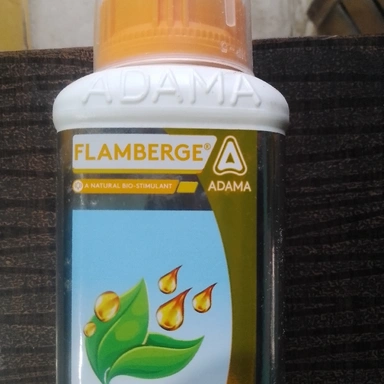 ADAMA
FLAMBERGE®
A NATURAL BIO-STIMULANT
ADAMA